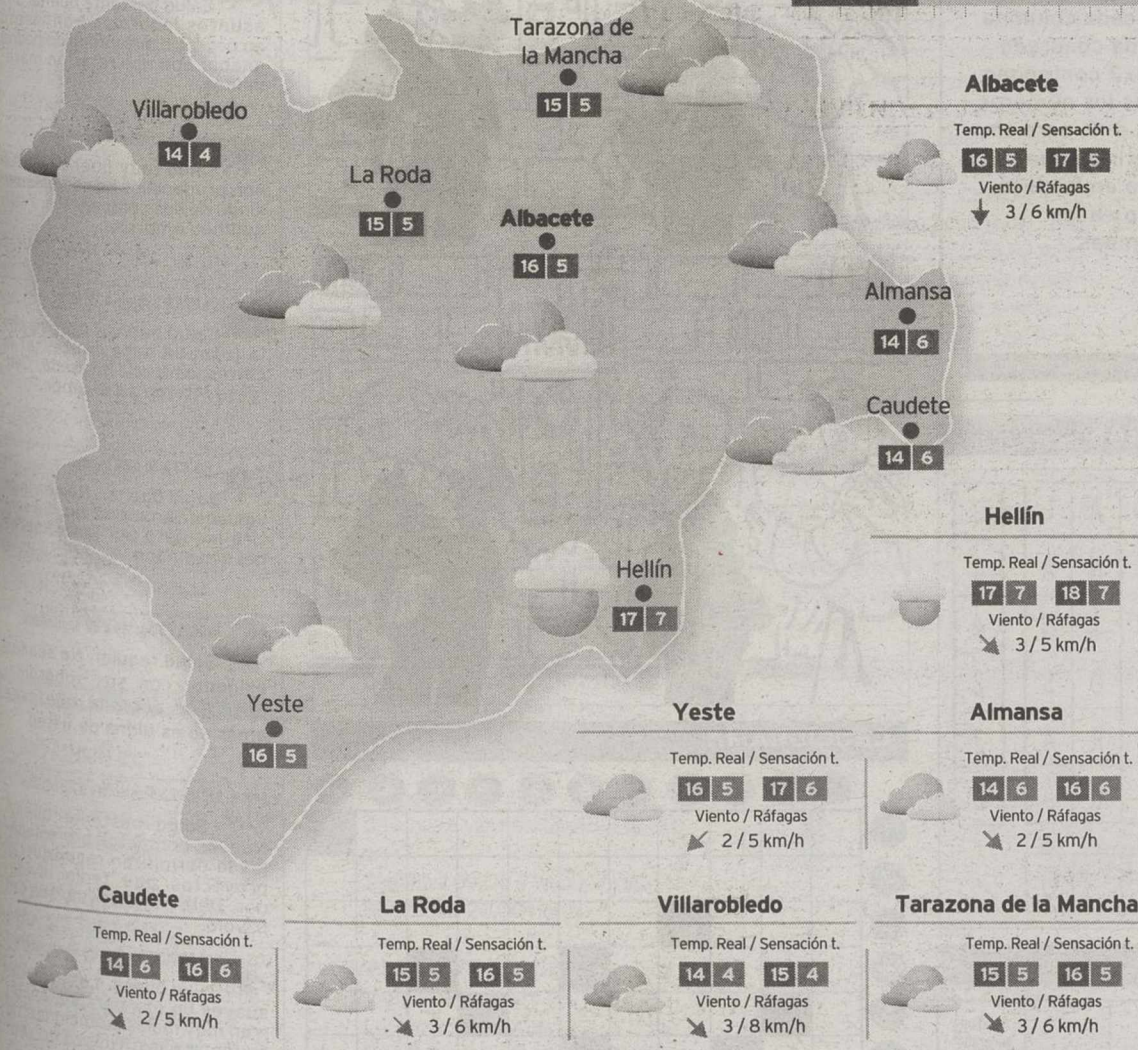 Tarazona de
la Mancha
15 5
Villarobledo
14 4
La Roda
15 5
Albacete
16 5
Almansa
14 6
Caudete
14 6
Hellín
17 7
Yeste
16 5
Albacete
Temp. Real / Sensación t.
16 5 17 5
Viento / Ráfagas
3 / 6 km/h
Hellín
Temp. Real / Sensación t.
17 7 18 7
Viento / Ráfagas
3 / 5 km/h
Yeste
Temp. Real / Sensación t.
16 5 17 6
Viento / Ráfagas
2 / 5 km/h
Almansa
Temp. Real / Sensación t.
14 6 16 6
Viento / Ráfagas
2 / 5 km/h
Caudete
Temp. Real / Sensación t.
14 6 16 6
Viento / Ráfagas
2 / 5 km/h
La Roda
Temp. Real / Sensación t.
15 5 16 5
Viento / Ráfagas
3 / 6 km/h
Villarobledo
Temp. Real / Sensación t.
14 4 15 4
Viento / Ráfagas
3 / 8 km/h
Tarazona de la Mancha
Temp. Real / Sensación t.
15 5 16 5
Viento / Ráfagas
3 / 6 km/h